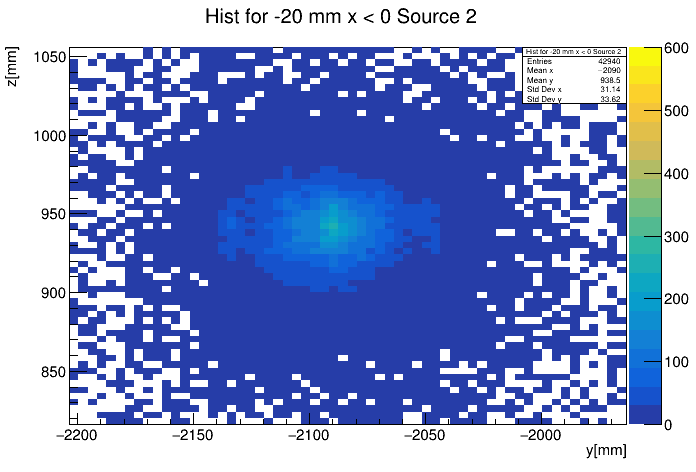 Hist for -20 mm x < 0 Source 2
Hist for -20 mm x < 0 Source 2
Entries 42940
Mean x −2090
Mean y 938.5
Std Dev x 31.14
Std Dev y 33.62
z[mm]
1050
1000
950
900
850
−2200 −2150 −2100 −2050 −2000
y[mm]
600
500
400
300
200
100
0